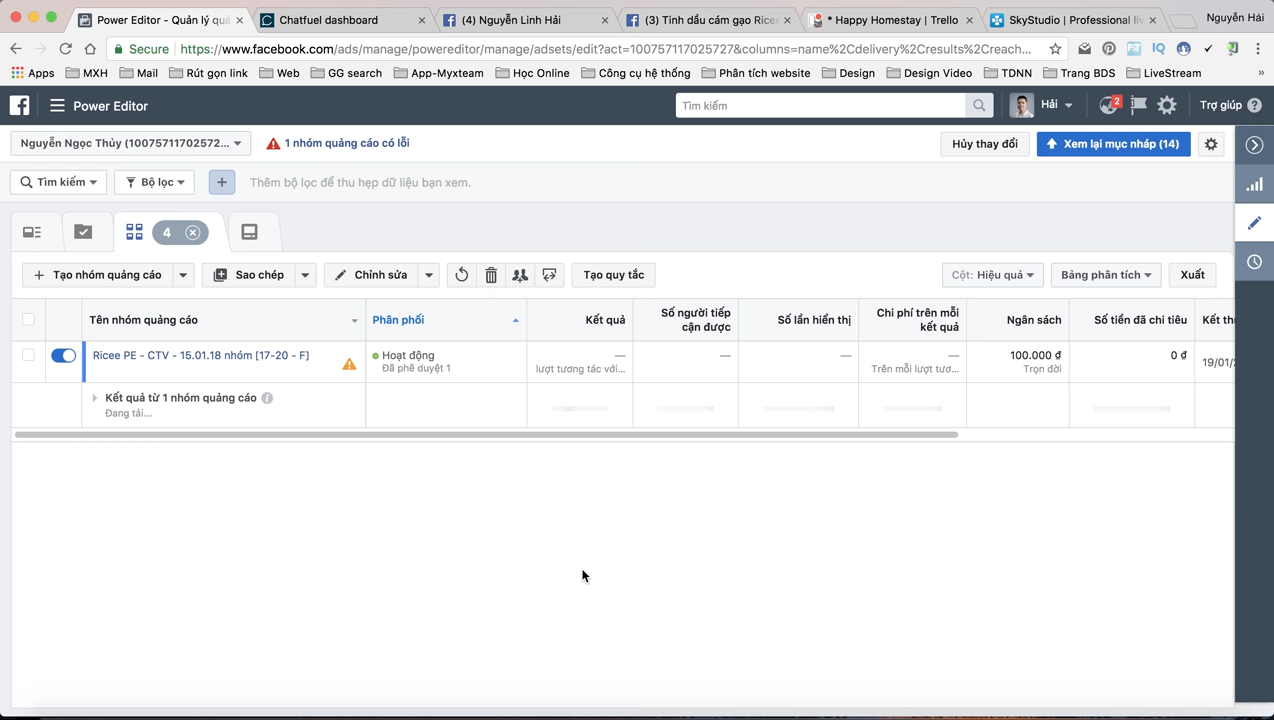 Power Editor - Quản lý quả
Chatfuel dashboard
(4) Nguyễn Linh Hải
(3) Tinh dầu cám gạo Ricee
* Happy Homestay | Trello
SkyStudio | Professional liv
Nguyễn Hải
Secure
https://www.facebook.com/ads/manage/powereditor/manage/adsets/edit?act=100757117025727&columns=name%2Cdelivery%2Cresults%2Creach...
Apps
MXH
Mail
Rút gọn link
Web
GG search
App-Myxteam
Học Online
Công cụ hệ thống
Phân tích website
Design
Design Video
TDNN
Trang BDS
LiveStream
»
Power Editor
Tìm kiếm
Hải
2
Trợ giúp
Nguyễn Ngọc Thủy (10075711702572...
1 nhóm quảng cáo có lỗi
Hủy thay đổi
Xem lại mục nháp (14)
Tìm kiếm
Bộ lọc
Thêm bộ lọc để thu hẹp dữ liệu bạn xem.
4
Tạo nhóm quảng cáo
Sao chép
Chỉnh sửa
Tạo quy tắc
Cột: Hiệu quả
Bảng phân tích
Xuất
Tên nhóm quảng cáo
Phân phối
Kết quả
Số người tiếp
cận được
Số lần hiển thị
Chi phí trên mỗi
kết quả
Ngân sách
Số tiền đã chi tiêu
Kết thú
Ricee PE - CTV - 15.01.18 nhóm [17-20 - F]
Hoạt động
Đã phê duyệt 1
—
lượt tương tác với...
—
—
—
Trên mỗi lượt tươ...
100.000 ₫
Trọn đời
0 ₫
19/01/2
Kết quả từ 1 nhóm quảng cáo
Đang tải...